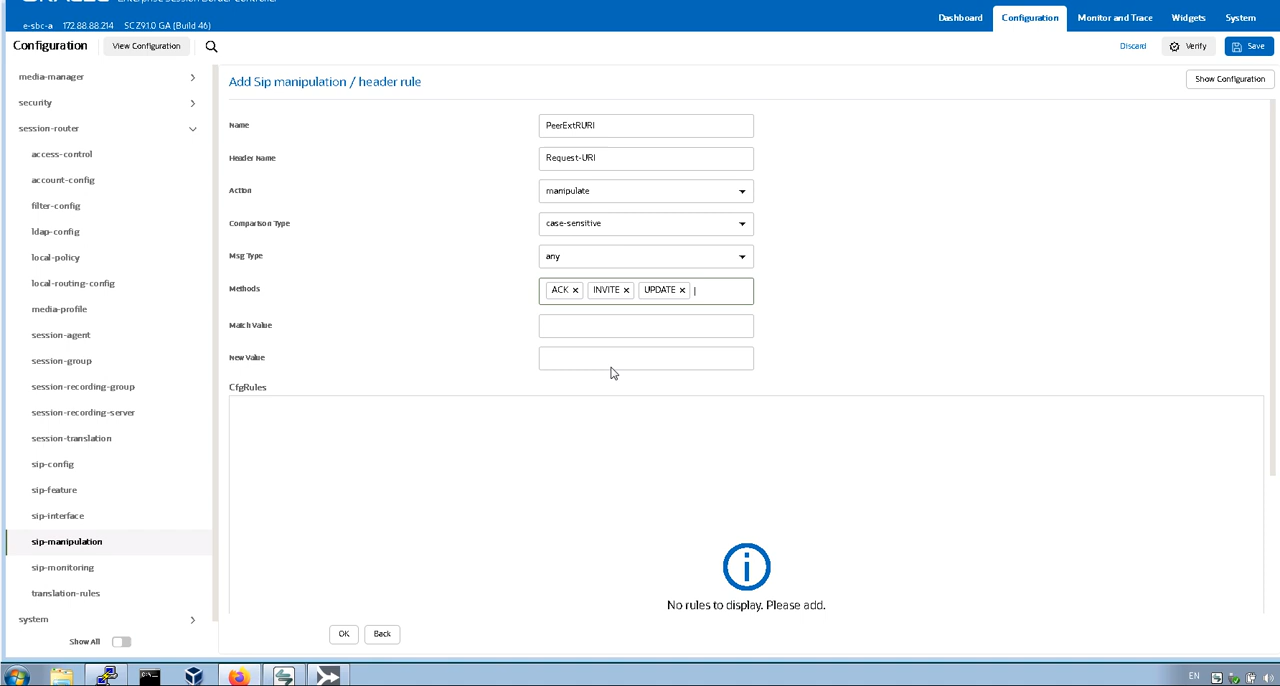 e-sbc-a 172.88.88.214 SCZ9.1.0 GA (Build 46)
Dashboard Configuration Monitor and Trace Widgets System
Configuration View Configuration Discard Verify Save
media-manager
security
session-router
access-control
account-config
filter-config
ldap-config
local-policy
local-routing-config
media-profile
session-agent
session-group
session-recording-group
session-recording-server
session-translation
sip-config
sip-feature
sip-interface
sip-manipulation
sip-monitoring
translation-rules
system
Show All
Add Sip manipulation / header rule
Show Configuration
Name PeerExtRURI
Header Name Request-URI
Action manipulate
Comparison Type case-sensitive
Msg Type any
Methods ACK × INVITE × UPDATE ×
Match Value
New Value
CfgRules
No rules to display. Please add.
OK Back
EN